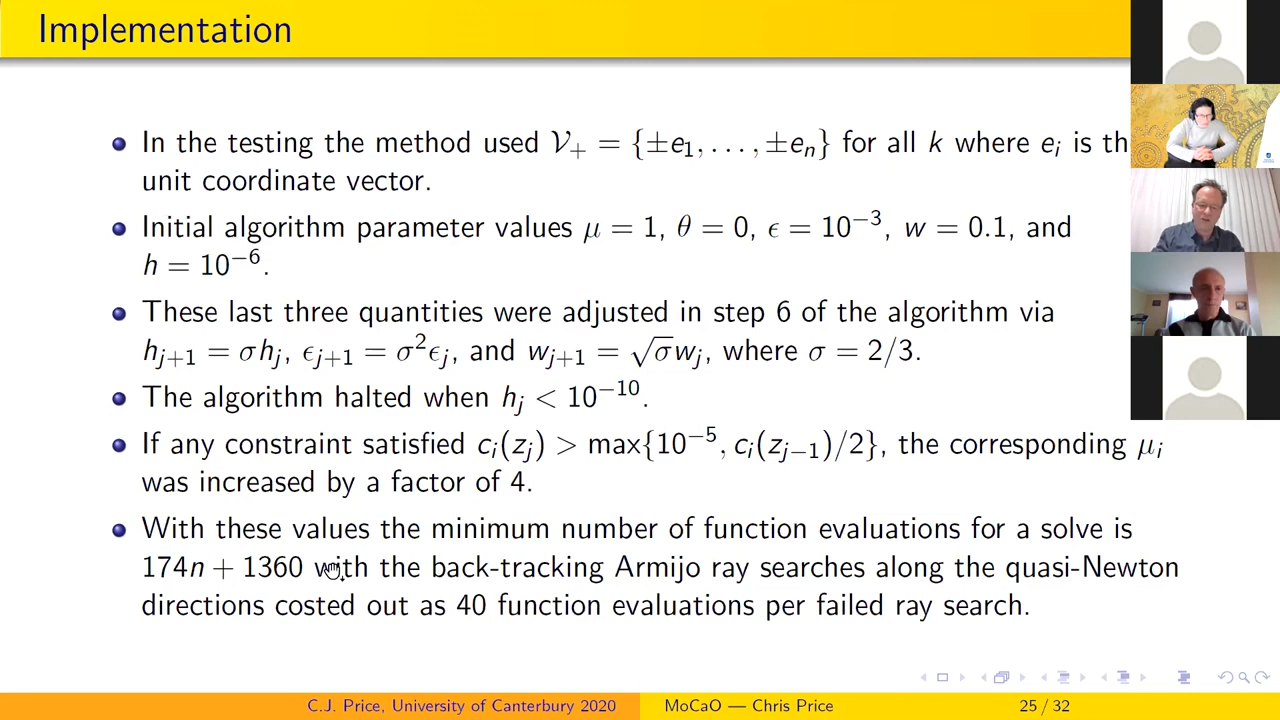 Implementation
In the testing the method used 𝒱₊ = {±e₁, . . . , ±eₙ} for all k where eᵢ is th
unit coordinate vector.
Initial algorithm parameter values μ = 1, θ = 0, ϵ = 10⁻³, w = 0.1, and
h = 10⁻⁶.
These last three quantities were adjusted in step 6 of the algorithm via
hⱼ₊₁ = σhⱼ, ϵⱼ₊₁ = σ²ϵⱼ, and wⱼ₊₁ = √σwⱼ, where σ = 2/3.
The algorithm halted when hⱼ < 10⁻¹⁰.
If any constraint satisfied cᵢ(zⱼ) > max{10⁻⁵, cᵢ(zⱼ₋₁)/2}, the corresponding μᵢ
was increased by a factor of 4.
With these values the minimum number of function evaluations for a solve is
174n + 1360 with the back-tracking Armijo ray searches along the quasi-Newton
directions costed out as 40 function evaluations per failed ray search.
C.J. Price, University of Canterbury 2020 MoCaO — Chris Price 25 / 32